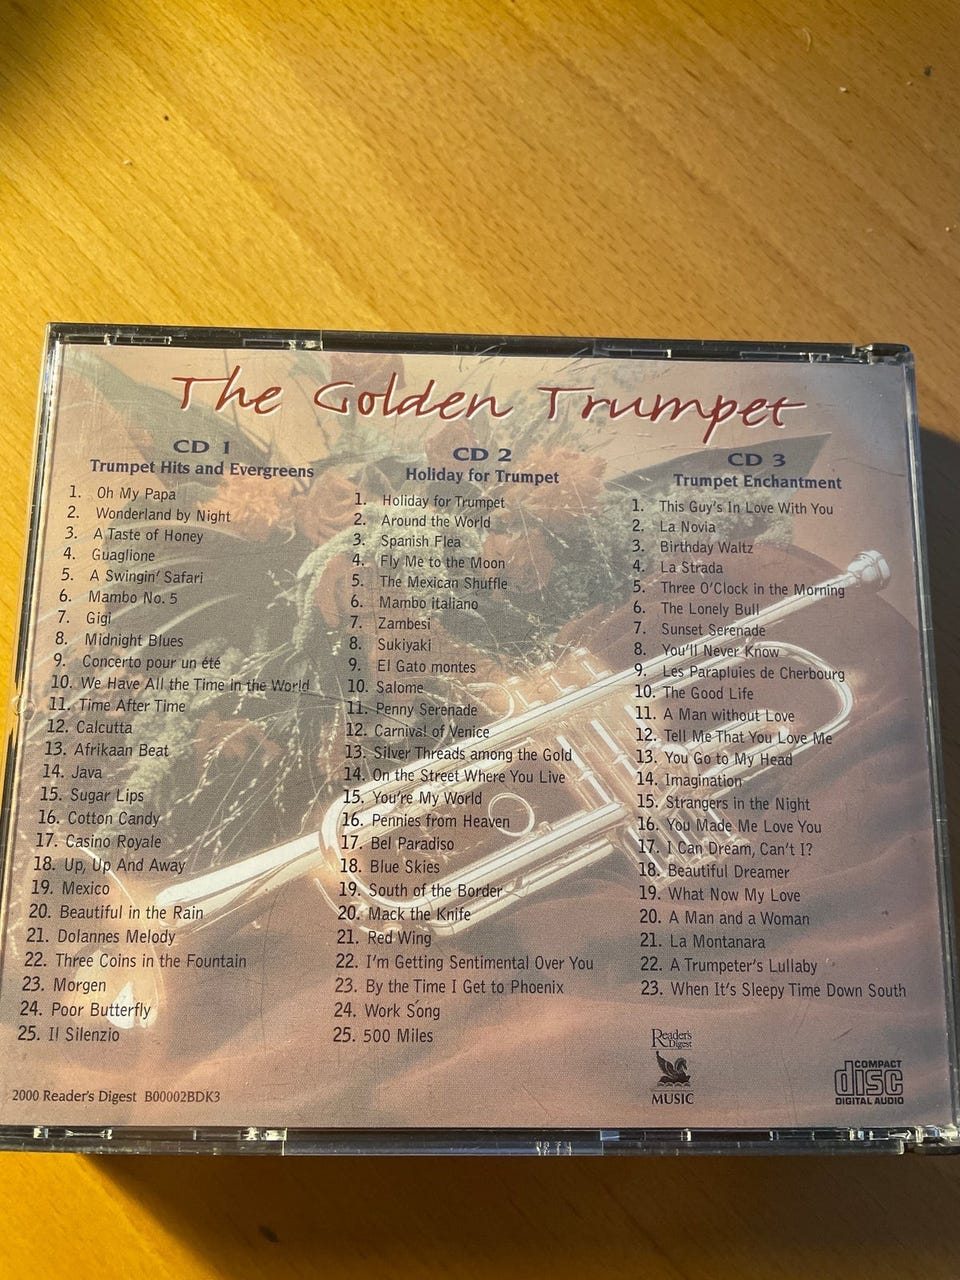 The Golden Trumpet
CD 1
Trumpet Hits and Evergreens
1. Oh My Papa
2. Wonderland by Night
3. A Taste of Honey
4. Guaglione
5. A Swingin' Safari
6. Mambo No. 5
7. Gigi
8. Midnight Blues
9. Concerto pour un été
10. We Have All the Time in the World
11. Time After Time
12. Calcutta
13. Afrikaan Beat
14. Java
15. Sugar Lips
16. Cotton Candy
17. Casino Royale
18. Up, Up And Away
19. Mexico
20. Beautiful in the Rain
21. Dolannes Melody
22. Three Coins in the Fountain
23. Morgen
24. Poor Butterfly
25. Il Silenzio
CD 2
Holiday for Trumpet
1. Holiday for Trumpet
2. Around the World
3. Spanish Flea
4. Fly Me to the Moon
5. The Mexican Shuffle
6. Mambo italiano
7. Zambesi
8. Sukiyaki
9. El Gato montes
10. Salome
11. Penny Serenade
12. Carnival of Venice
13. Silver Threads among the Gold
14. On the Street Where You Live
15. You're My World
16. Pennies from Heaven
17. Bel Paradiso
18. Blue Skies
19. South of the Border
20. Mack the Knife
21. Red Wing
22. I'm Getting Sentimental Over You
23. By the Time I Get to Phoenix
24. Work Song
25. 500 Miles
CD 3
Trumpet Enchantment
1. This Guy's In Love With You
2. La Novia
3. Birthday Waltz
4. La Strada
5. Three O'Clock in the Morning
6. The Lonely Bull
7. Sunset Serenade
8. You'll Never Know
9. Les Parapluies de Cherbourg
10. The Good Life
11. A Man without Love
12. Tell Me That You Love Me
13. You Go to My Head
14. Imagination
15. Strangers in the Night
16. You Made Me Love You
17. I Can Dream, Can't I?
18. Beautiful Dreamer
19. What Now My Love
20. A Man and a Woman
21. La Montanara
22. A Trumpeter's Lullaby
23. When It's Sleepy Time Down South
2000 Reader's Digest B00002BDK3
Reader's
Digest
MUSIC
COMPACT
disc
DIGITAL AUDIO